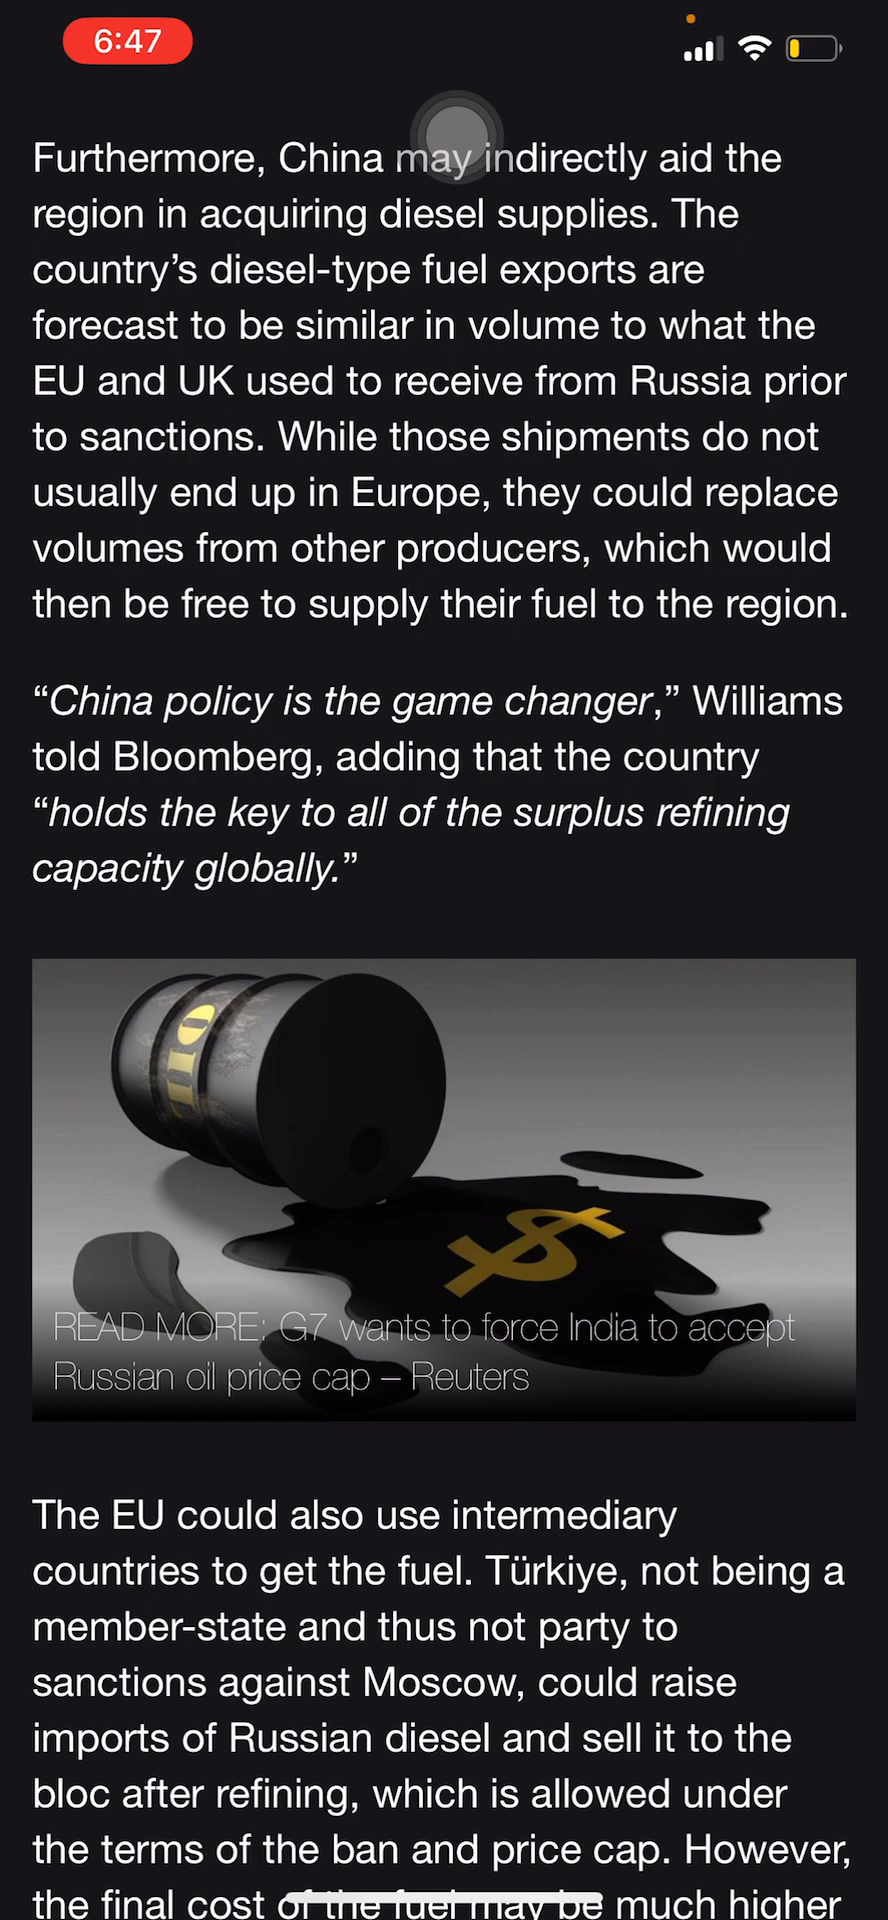 6:47
Furthermore, China may indirectly aid the
region in acquiring diesel supplies. The
country’s diesel-type fuel exports are
forecast to be similar in volume to what the
EU and UK used to receive from Russia prior
to sanctions. While those shipments do not
usually end up in Europe, they could replace
volumes from other producers, which would
then be free to supply their fuel to the region.
“China policy is the game changer,” Williams
told Bloomberg, adding that the country
“holds the key to all of the surplus refining
capacity globally.”
OIL
$
READ MORE: G7 wants to force India to accept
Russian oil price cap – Reuters
The EU could also use intermediary
countries to get the fuel. Türkiye, not being a
member-state and thus not party to
sanctions against Moscow, could raise
imports of Russian diesel and sell it to the
bloc after refining, which is allowed under
the terms of the ban and price cap. However,
the final cost of the fuel may be much higher